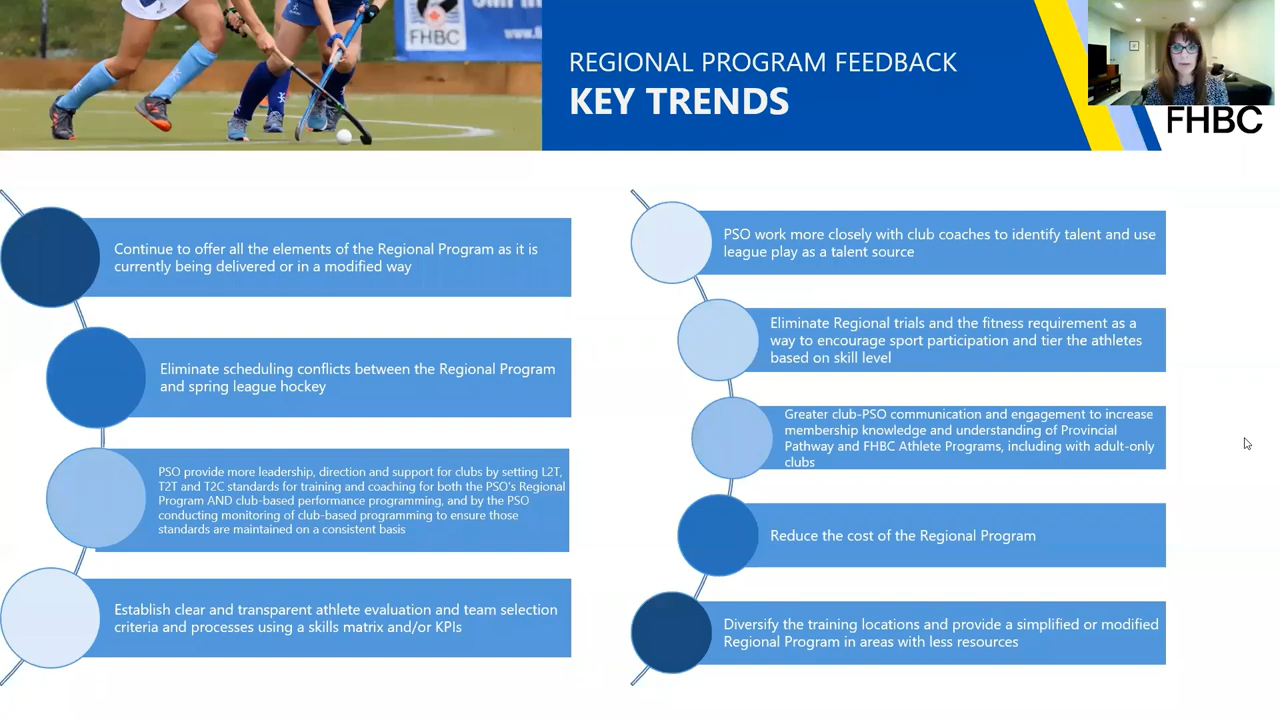 FHBC
REGIONAL PROGRAM FEEDBACK
KEY TRENDS
FHBC
Continue to offer all the elements of the Regional Program as it is
currently being delivered or in a modified way
Eliminate scheduling conflicts between the Regional Program
and spring league hockey
PSO provide more leadership, direction and support for clubs by setting L2T,
T2T and T2C standards for training and coaching for both the PSO's Regional
Program AND club-based performance programming, and by the PSO
conducting monitoring of club-based programming to ensure those
standards are maintained on a consistent basis
Establish clear and transparent athlete evaluation and team selection
criteria and processes using a skills matrix and/or KPIs
PSO work more closely with club coaches to identify talent and use
league play as a talent source
Eliminate Regional trials and the fitness requirement as a
way to encourage sport participation and tier the athletes
based on skill level
Greater club-PSO communication and engagement to increase
membership knowledge and understanding of Provincial
Pathway and FHBC Athlete Programs, including with adult-only
clubs
Reduce the cost of the Regional Program
Diversify the training locations and provide a simplified or modified
Regional Program in areas with less resources